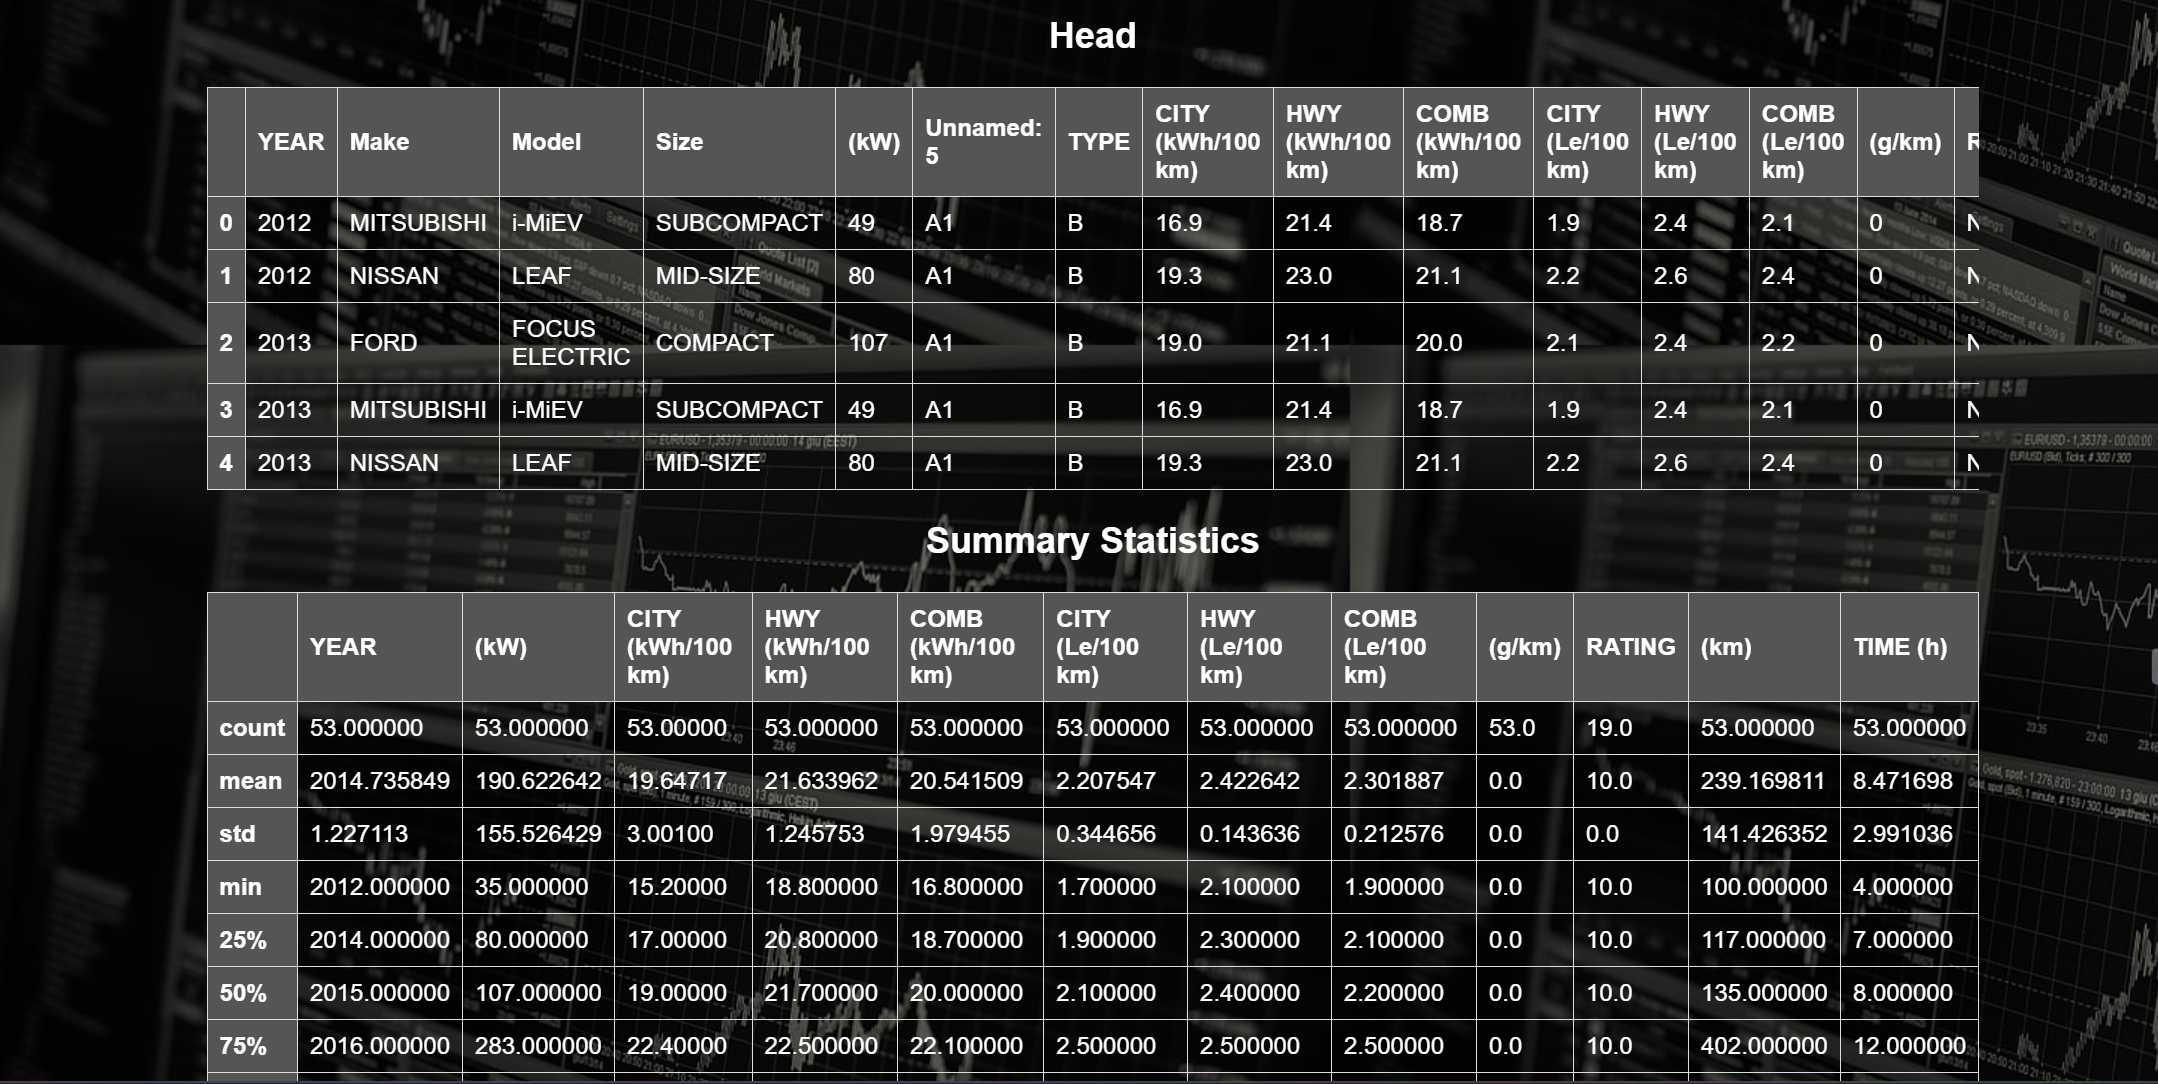 Head
YEAR Make Model Size (kW) Unnamed: 5 TYPE CITY (kWh/100 km) HWY (kWh/100 km) COMB (kWh/100 km) CITY (Le/100 km) HWY (Le/100 km) COMB (Le/100 km) (g/km)
0 2012 MITSUBISHI i-MiEV SUBCOMPACT 49 A1 B 16.9 21.4 18.7 1.9 2.4 2.1 0
1 2012 NISSAN LEAF MID-SIZE 80 A1 B 19.3 23.0 21.1 2.2 2.6 2.4 0
2 2013 FORD FOCUS ELECTRIC COMPACT 107 A1 B 19.0 21.1 20.0 2.1 2.4 2.2 0
3 2013 MITSUBISHI i-MiEV SUBCOMPACT 49 A1 B 16.9 21.4 18.7 1.9 2.4 2.1 0
4 2013 NISSAN LEAF MID-SIZE 80 A1 B 19.3 23.0 21.1 2.2 2.6 2.4 0
Summary Statistics
YEAR (kW) CITY (kWh/100 km) HWY (kWh/100 km) COMB (kWh/100 km) CITY (Le/100 km) HWY (Le/100 km) COMB (Le/100 km) (g/km) RATING (km) TIME (h)
count 53.000000 53.000000 53.00000 53.000000 53.000000 53.000000 53.000000 53.000000 53.0 19.0 53.000000 53.000000
mean 2014.735849 190.622642 19.64717 21.633962 20.541509 2.207547 2.422642 2.301887 0.0 10.0 239.169811 8.471698
std 1.227113 155.526429 3.00100 1.245753 1.979455 0.344656 0.143636 0.212576 0.0 0.0 141.426352 2.991036
min 2012.000000 35.000000 15.20000 18.800000 16.800000 1.700000 2.100000 1.900000 0.0 10.0 100.000000 4.000000
25% 2014.000000 80.000000 17.00000 20.800000 18.700000 1.900000 2.300000 2.100000 0.0 10.0 117.000000 7.000000
50% 2015.000000 107.000000 19.00000 21.700000 20.000000 2.100000 2.400000 2.200000 0.0 10.0 135.000000 8.000000
75% 2016.000000 283.000000 22.40000 22.500000 22.100000 2.500000 2.500000 2.500000 0.0 10.0 402.000000 12.000000